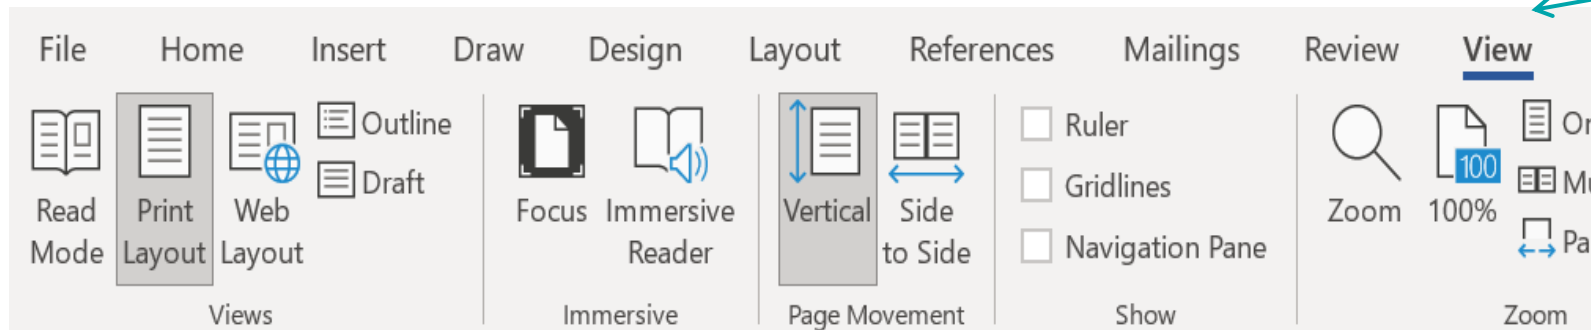 File Home Insert Draw Design Layout References Mailings Review View
Outline
Draft
Read
Mode
Print
Layout
Web
Layout
Views
Focus
Immersive
Reader
Immersive
Vertical
Side
to Side
Page Movement
Ruler
Gridlines
Navigation Pane
Show
Zoom
100
100%
Zoom